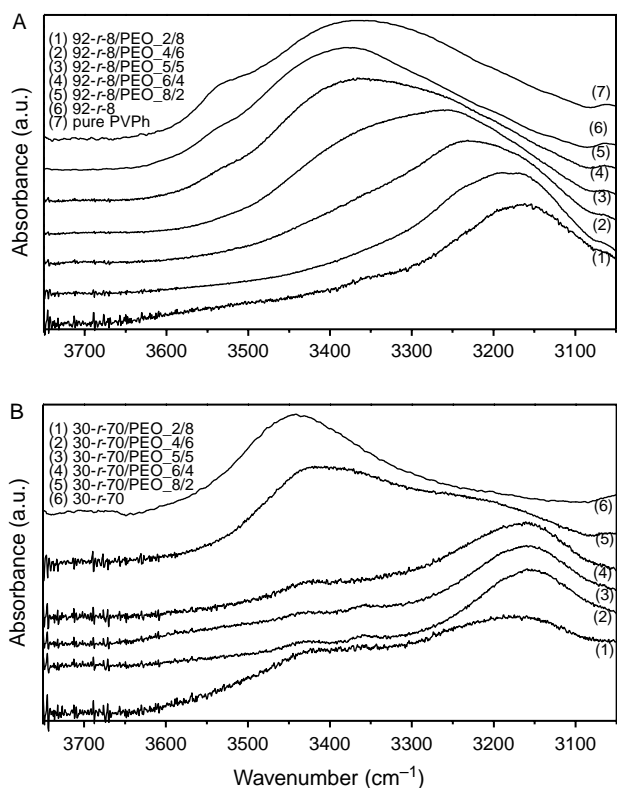 A
(1) 92-r-8/PEO_2/8
(2) 92-r-8/PEO_4/6
(3) 92-r-8/PEO_5/5
(4) 92-r-8/PEO_6/4
(5) 92-r-8/PEO_8/2
(6) 92-r-8
(7) pure PVPh
Absorbance (a.u.)
(7)
(6)
(5)
(4)
(3)
(2)
(1)
3700 3600 3500 3400 3300 3200 3100
B
(1) 30-r-70/PEO_2/8
(2) 30-r-70/PEO_4/6
(3) 30-r-70/PEO_5/5
(4) 30-r-70/PEO_6/4
(5) 30-r-70/PEO_8/2
(6) 30-r-70
Absorbance (a.u.)
(6)
(5)
(4)
(3)
(2)
(1)
3700 3600 3500 3400 3300 3200 3100
Wavenumber (cm⁻¹)